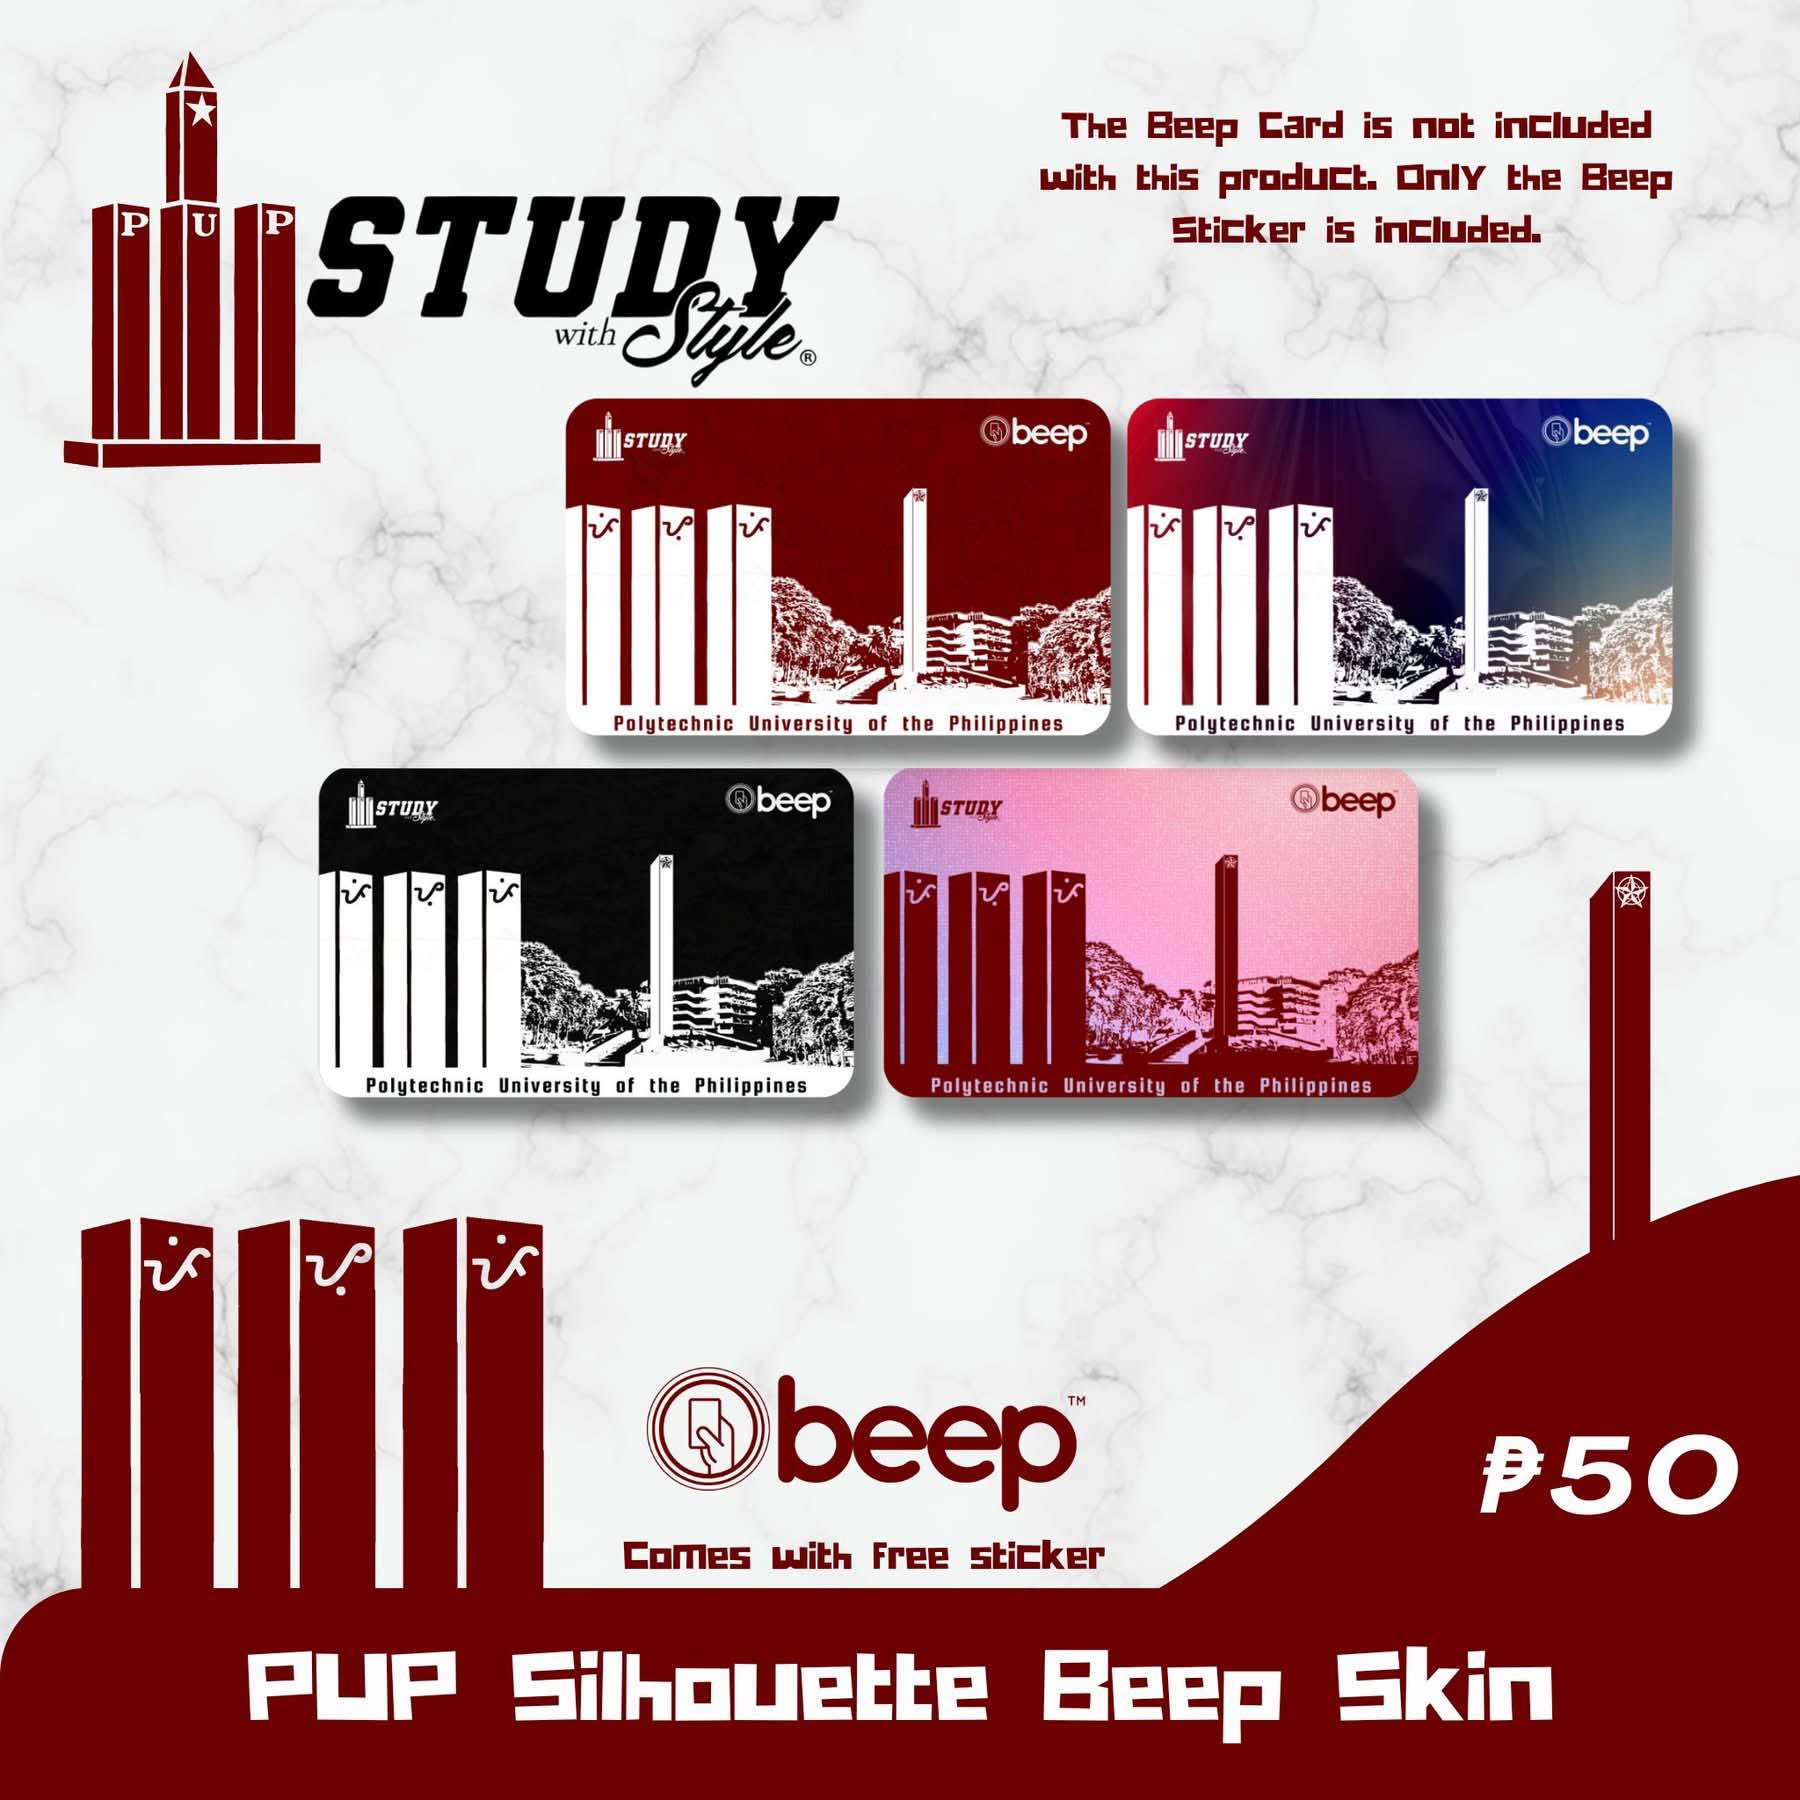 P U P
STUDY
with Style®
The Beep Card is not included
with this product. Only the Beep
Sticker is included.
STUDY
Style
beep
Polytechnic University of the Philippines
STUDY
Style
beep
Polytechnic University of the Philippines
STUDY
Style
beep
Polytechnic University of the Philippines
STUDY
Style
beep
Polytechnic University of the Philippines
beep™
Comes with free sticker
₱50
PUP Silhouette Beep Skin